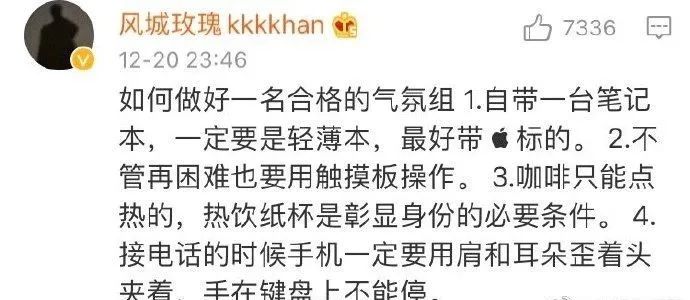 风城玫瑰kkkkhan
7336
12-20 23:46
如何做好一名合格的气氛组 1.自带一台笔记
本，一定要是轻薄本，最好带标的。 2.不
管再困难也要用触摸板操作。 3.咖啡只能点
热的，热饮纸杯是彰显身份的必要条件。 4.
接电话的时候手机一定要用肩和耳朵歪着头
夹着，手在键盘上不能停。